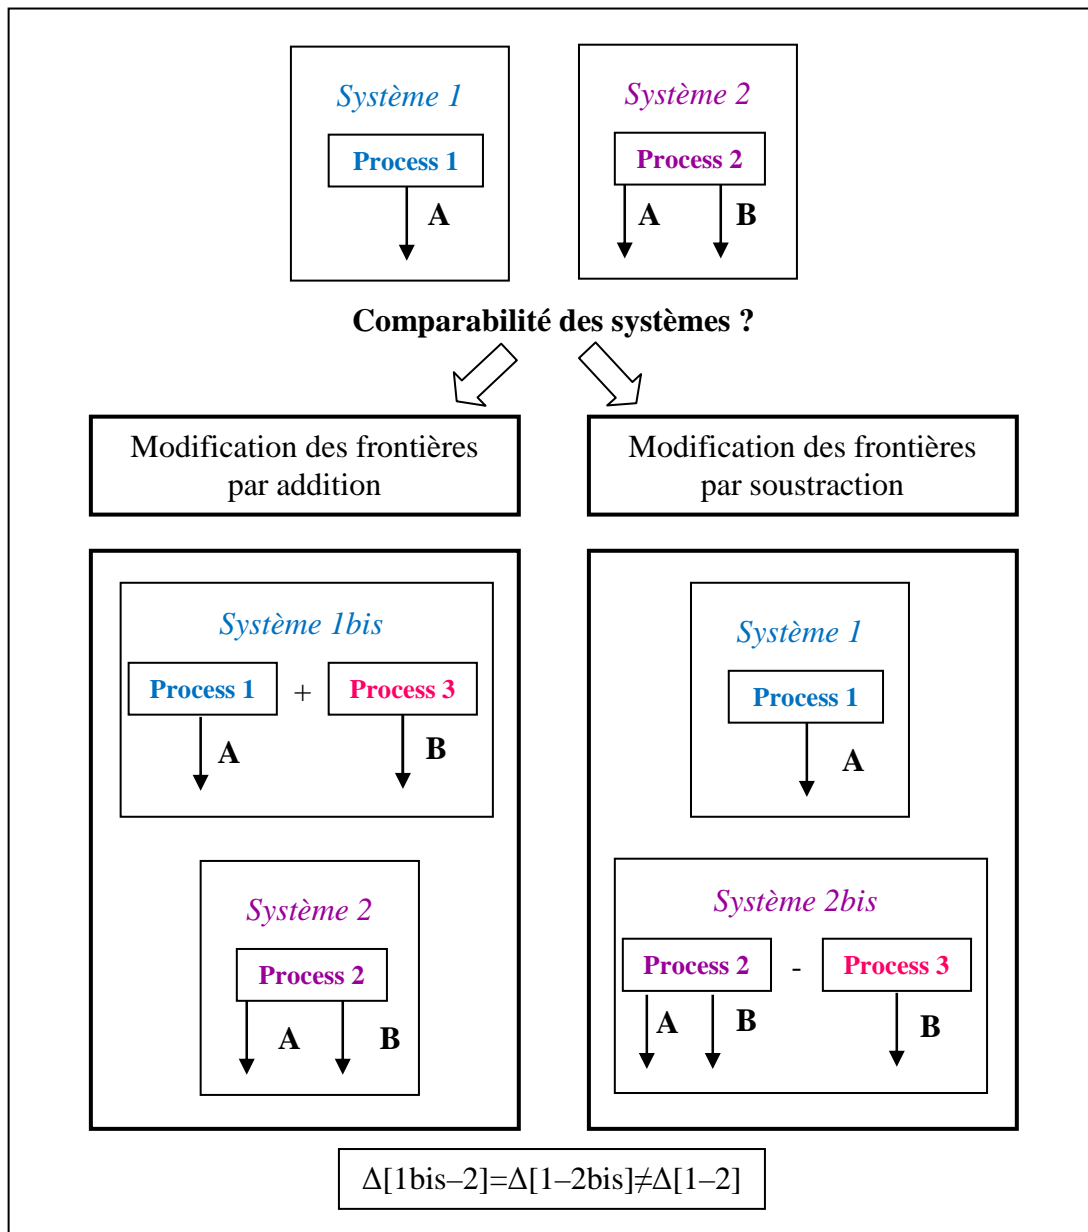 Système 1
Process 1
A
Système 2
Process 2
A B
Comparabilité des systèmes ?
Modification des frontières
par addition
Modification des frontières
par soustraction
Système 1bis
Process 1 + Process 3
A B
Système 2
Process 2
A B
Système 1
Process 1
A
Système 2bis
Process 2 - Process 3
A B B
Δ[1bis–2]=Δ[1–2bis]≠Δ[1–2]